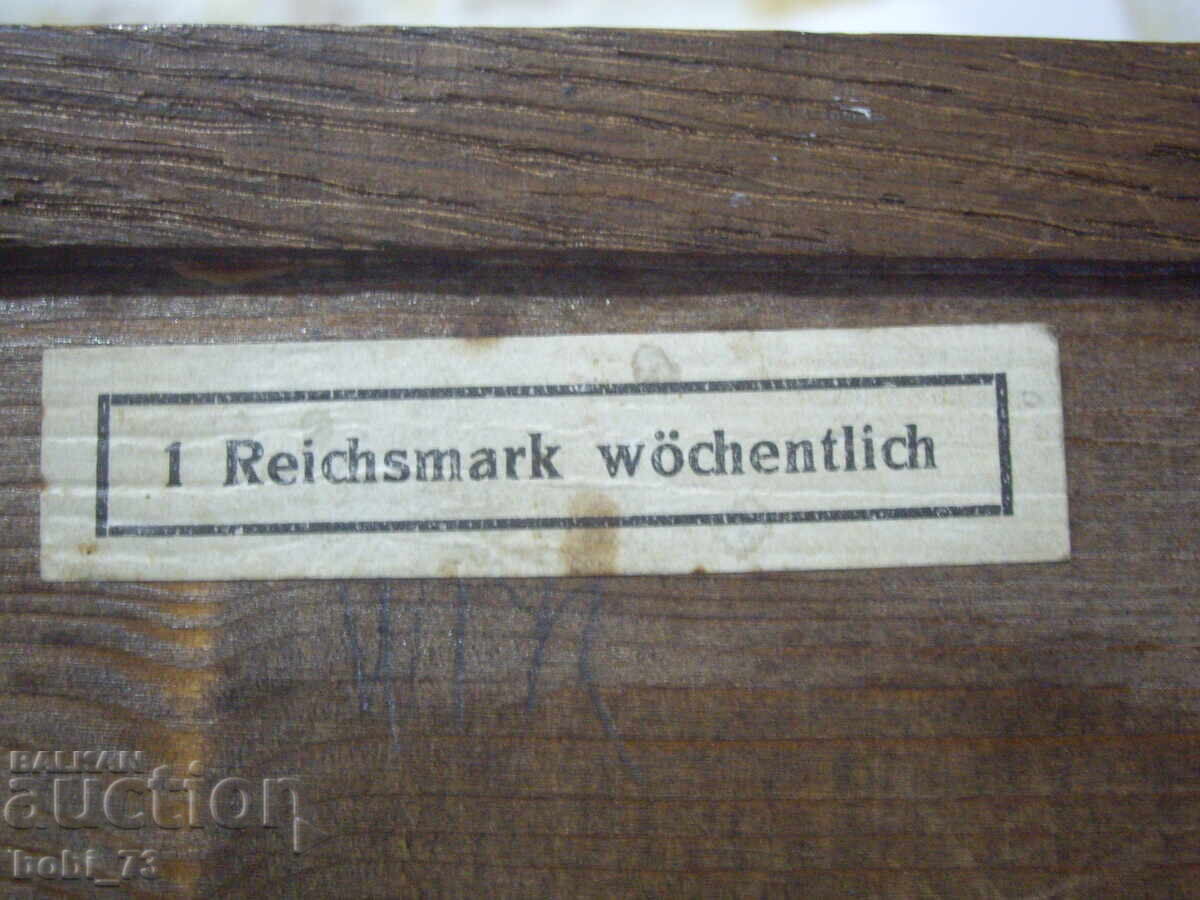 1 Reichsmark wöchentlich
BALKAN
auction
bobi_73